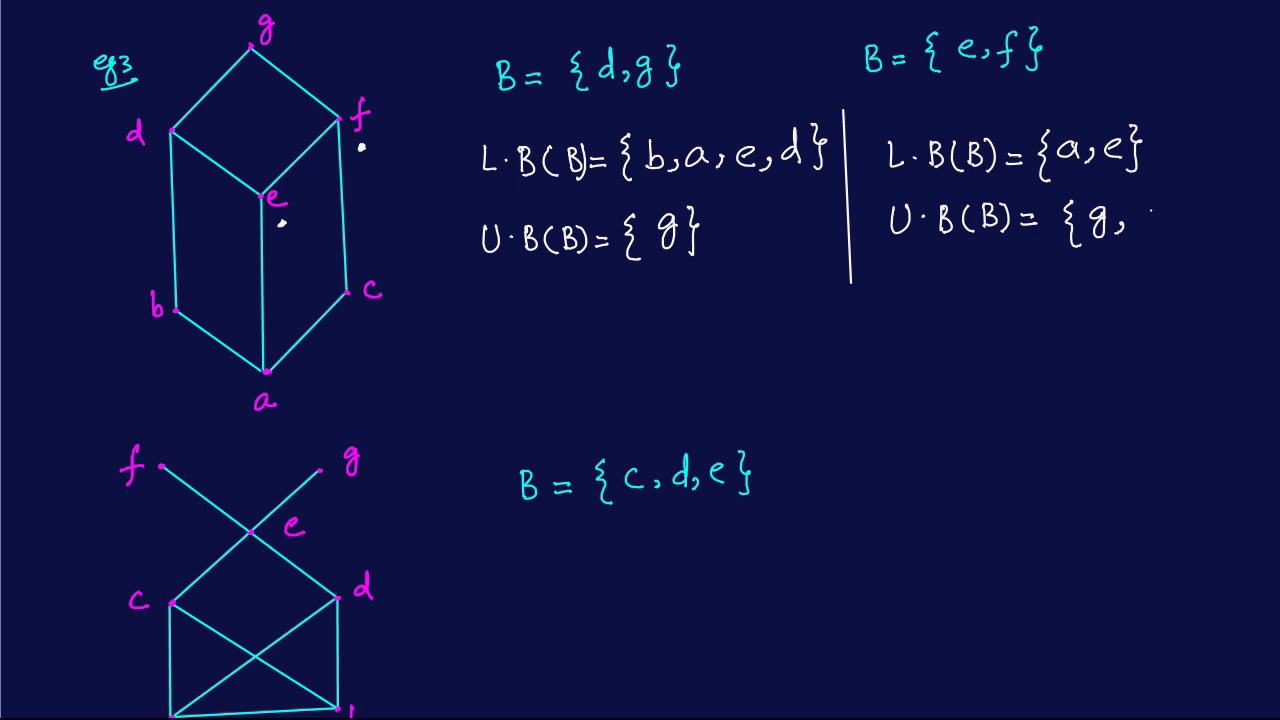 eg3
g
d
f
e
b
c
a
B = {d,g}
L.B(B)={b,a,e,d}
U.B(B)={ g}
B= { e,f}
L.B(B)={a,e}
U.B(B)= {g,
f
g
e
c
d
B = {c,d,e}